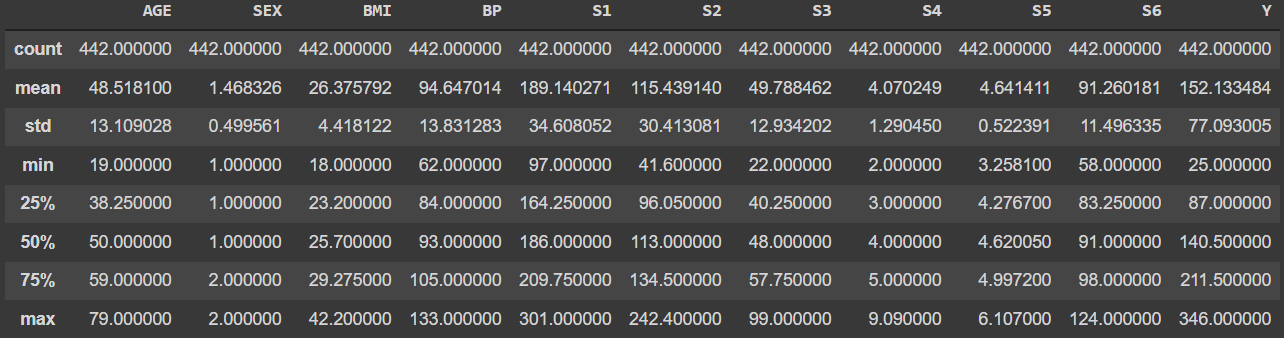 AGE SEX BMI BP S1 S2 S3 S4 S5 S6 Y
count 442.000000 442.000000 442.000000 442.000000 442.000000 442.000000 442.000000 442.000000 442.000000 442.000000 442.000000
mean 48.518100 1.468326 26.375792 94.647014 189.140271 115.439140 49.788462 4.070249 4.641411 91.260181 152.133484
std 13.109028 0.499561 4.418122 13.831283 34.608052 30.413081 12.934202 1.290450 0.522391 11.496335 77.093005
min 19.000000 1.000000 18.000000 62.000000 97.000000 41.600000 22.000000 2.000000 3.258100 58.000000 25.000000
25% 38.250000 1.000000 23.200000 84.000000 164.250000 96.050000 40.250000 3.000000 4.276700 83.250000 87.000000
50% 50.000000 1.000000 25.700000 93.000000 186.000000 113.000000 48.000000 4.000000 4.620050 91.000000 140.500000
75% 59.000000 2.000000 29.275000 105.000000 209.750000 134.500000 57.750000 5.000000 4.997200 98.000000 211.500000
max 79.000000 2.000000 42.200000 133.000000 301.000000 242.400000 99.000000 9.090000 6.107000 124.000000 346.000000